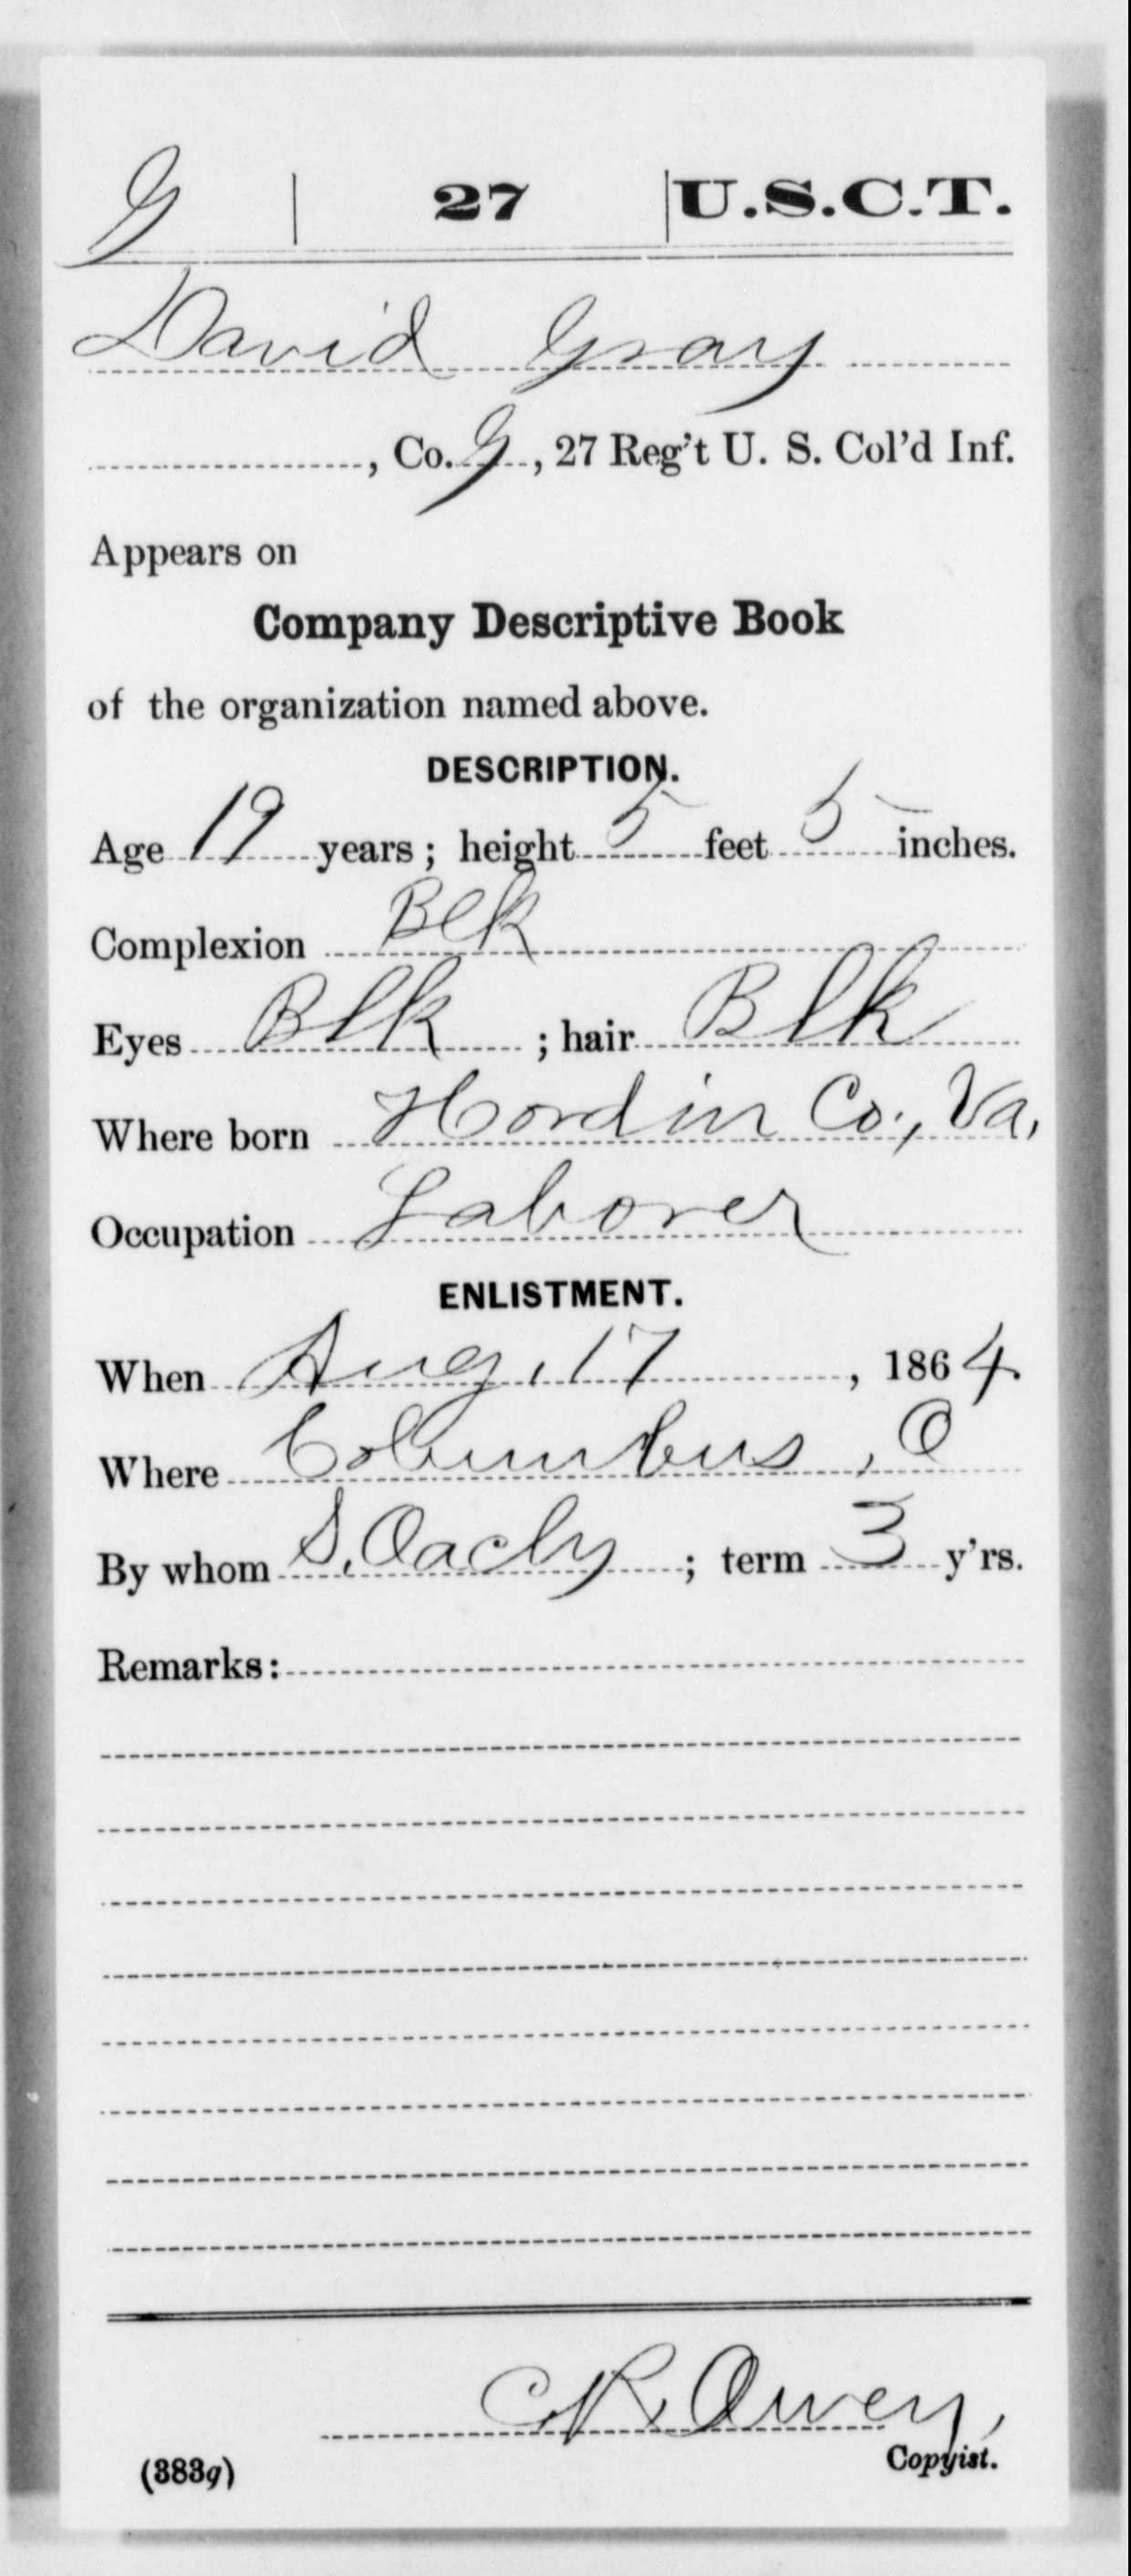 G | 27 | U.S.C.T.
David Gray
, Co. G, 27 Reg't U. S. Col'd Inf.
Appears on
Company Descriptive Book
of the organization named above.
DESCRIPTION.
Age 19 years; height 5 feet 5 inches.
Complexion Blk
Eyes Blk; hair Blk
Where born Hordin Co., Va,
Occupation Laborer
ENLISTMENT.
When Aug. 17, 1864.
Where Columbus, O
By whom S. ; term 3 y'rs.
Remarks:
C R Owen,
Copyist.
(383g)